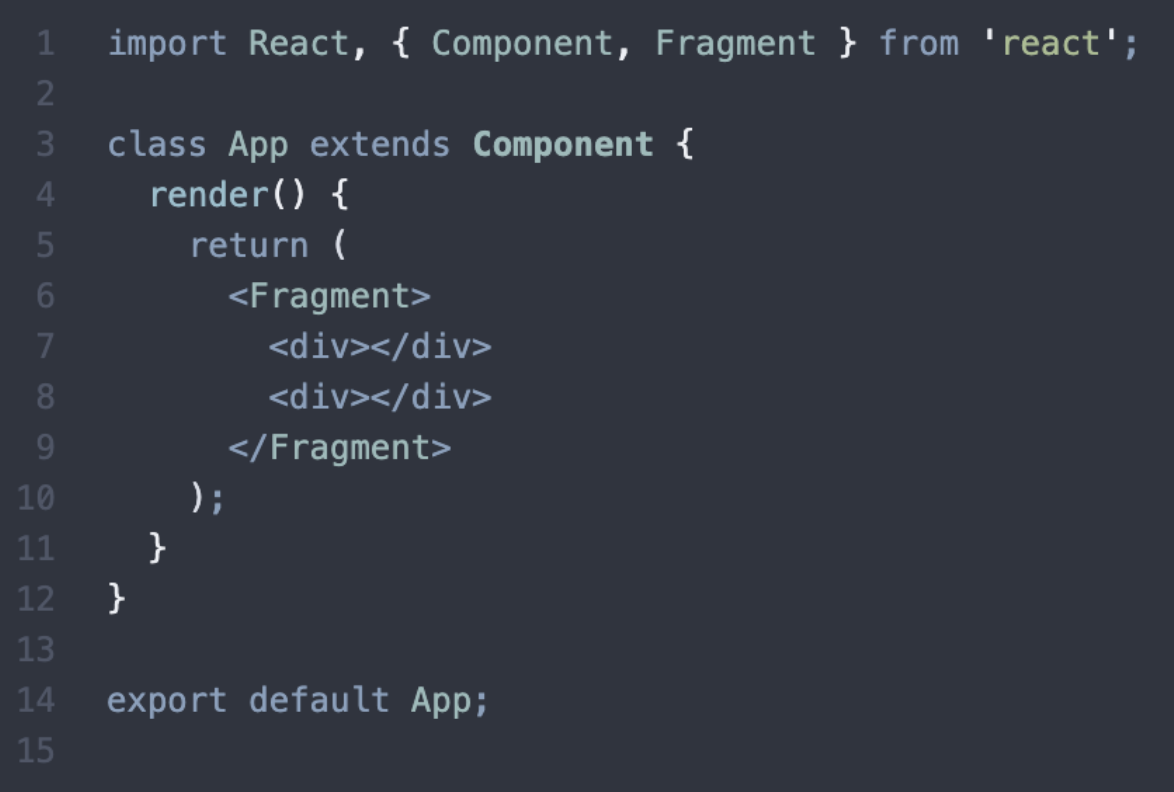 1 import React, { Component, Fragment } from 'react';
2
3 class App extends Component {
4   render() {
5     return (
6       <Fragment>
7         <div></div>
8         <div></div>
9       </Fragment>
10     );
11   }
12 }
13
14 export default App;
15